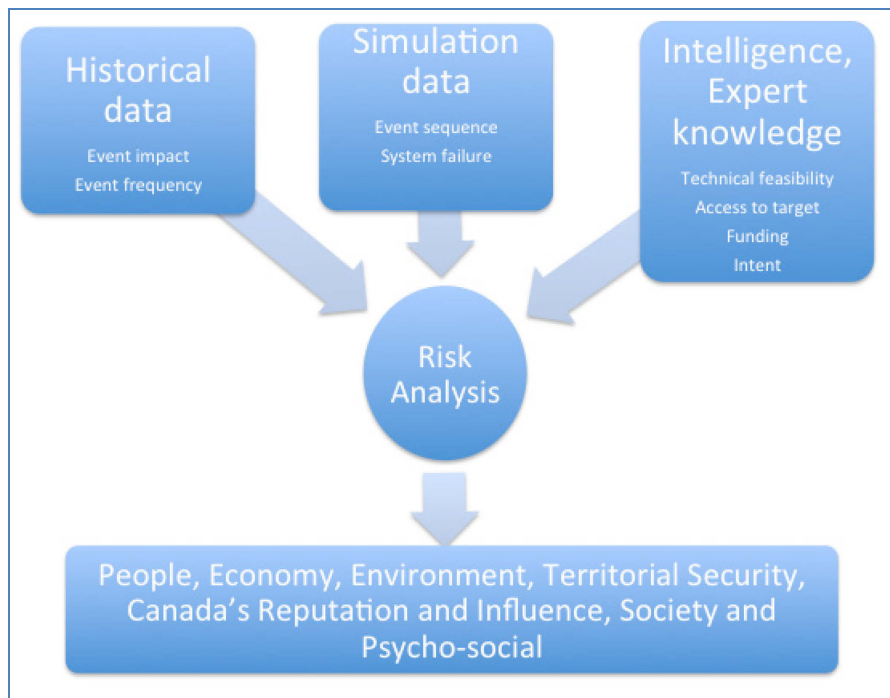 Historical
data
Event impact
Event frequency
Simulation
data
Event sequence
System failure
Intelligence,
Expert
knowledge
Technical feasibility
Access to target
Funding
Intent
Risk
Analysis
People, Economy, Environment, Territorial Security,
Canada’s Reputation and Influence, Society and
Psycho-social